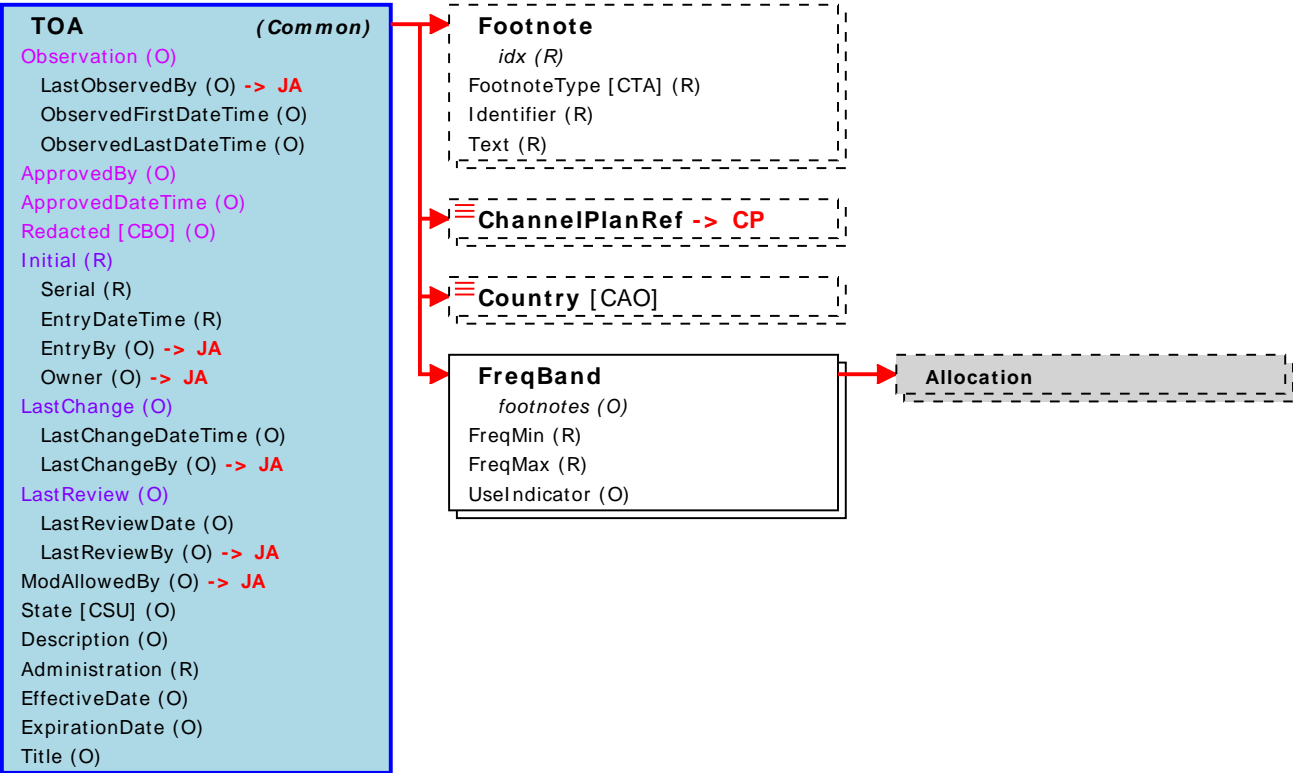 TOA (Common)
Observation (O)
LastObservedBy (O) -> JA
ObservedFirstDateTime (O)
ObservedLastDateTime (O)
ApprovedBy (O)
ApprovedDateTime (O)
Redacted [CBO] (O)
Initial (R)
Serial (R)
EntryDateTime (R)
EntryBy (O) -> JA
Owner (O) -> JA
LastChange (O)
LastChangeDateTime (O)
LastChangeBy (O) -> JA
LastReview (O)
LastReviewDate (O)
LastReviewBy (O) -> JA
ModAllowedBy (O) -> JA
State [CSU] (O)
Description (O)
Administration (R)
EffectiveDate (O)
ExpirationDate (O)
Title (O)
Footnote
idx (R)
FootnoteType [CTA] (R)
Identifier (R)
Text (R)
ChannelPlanRef -> CP
Country [CAO]
FreqBand
footnotes (O)
FreqMin (R)
FreqMax (R)
UseIndicator (O)
Allocation